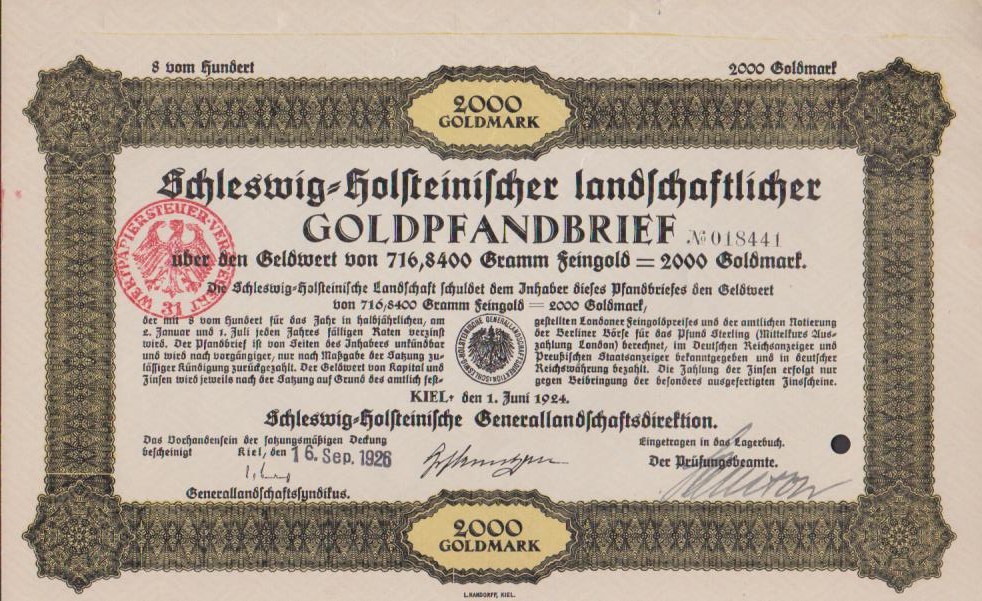 8 vom Hundert
2000 Goldmark
2000
GOLDMARK
Schleswig-Holsteinischer landschaftlicher
GOLDPFANDBRIEF № 018441
über den Geldwert von 716,8400 Gramm Feingold = 2000 Goldmark.
WERTPAPIERSTEUER VERSTEUERT
31
Die Schleswig-Holsteinische Landschaft schuldet dem Inhaber dieses Pfandbriefes den Geldwert
von 716,8400 Gramm Feingold = 2000 Goldmark,
der mit 8 vom Hundert für das Jahr in halbjährlichen, am
2. Januar und 1. Juli jeden Jahres fälligen Raten verzinst
wird. Der Pfandbrief ist von Seiten des Inhabers unkündbar
und wird nach vorgängiger, nur nach Maßgabe der Satzung zu-
lässiger Kündigung zurückgezahlt. Der Geldwert von Kapital und
Zinsen wird jeweils nach der Satzung auf Grund des amtlich fest-
SCHLESWIG-HOLSTEINISCHE GENERALLANDSCHAFTSDIREKTION
gestellten Londoner Feingoldpreises und der amtlichen Notierung
der Berliner Börse für das Pfund Sterling (Mittelkurs Aus-
zahlung London) berechnet, im Deutschen Reichsanzeiger und
Preußischen Staatsanzeiger bekanntgegeben und in deutscher
Reichswährung bezahlt. Die Zahlung der Zinsen erfolgt nur
gegen Beibringung der besonders ausgefertigten Zinsscheine.
KIEL, den 1. Juni 1924.
Schleswig-Holsteinische Generallandschaftsdirektion.
Das Vorhandensein der satzungsmäßigen Deckung
bescheinigt Kiel, den 16. Sep. 1926
Generallandschaftssyndikus.
Eingetragen in das Lagerbuch.
Der Prüfungsbeamte.
2000
GOLDMARK
L. HANDORFF, KIEL.